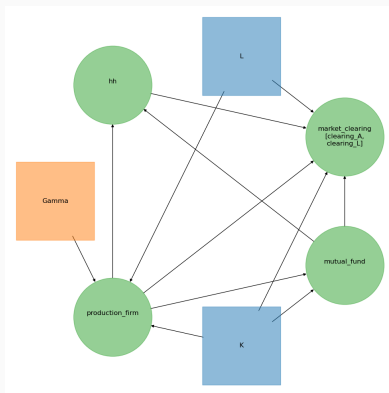 L
hh
market_clearing
[clearing_A,
clearing_L]
Gamma
mutual_fund
production_firm
K